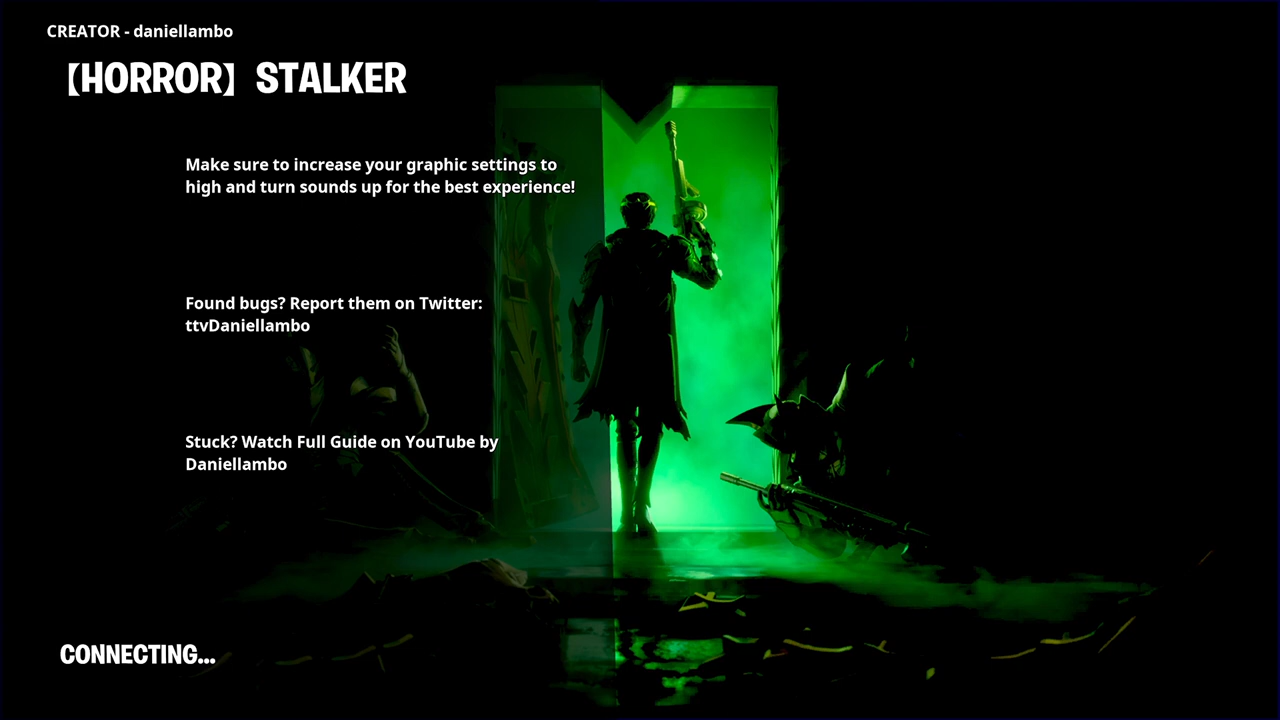 CREATOR - daniellambo
【HORROR】 STALKER
Make sure to increase your graphic settings to
high and turn sounds up for the best experience!
Found bugs? Report them on Twitter:
ttvDaniellambo
Stuck? Watch Full Guide on YouTube by
Daniellambo
CONNECTING...